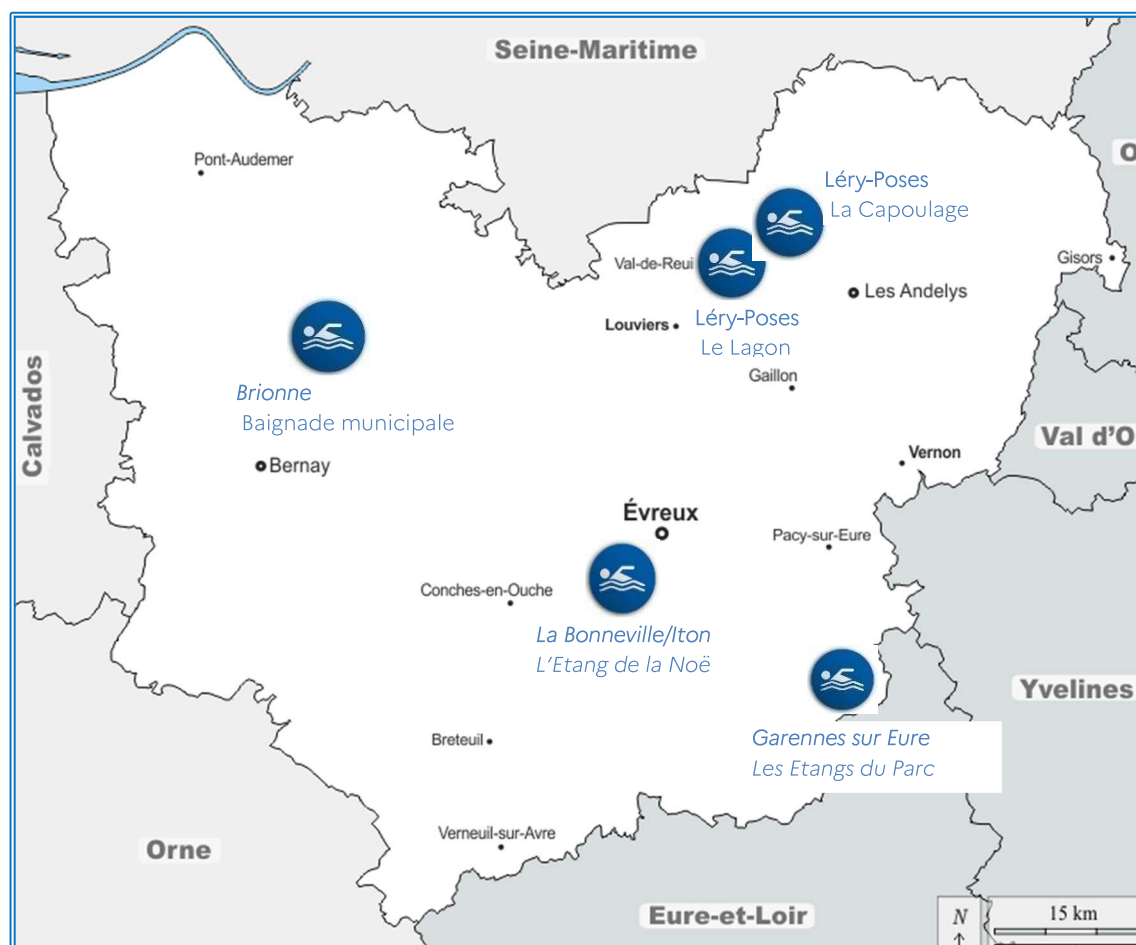 Seine-Maritime
Pont-Audemer
O
Léry-Poses
La Capoulage
Val-de-Reui
Gisors
Les Andelys
Louviers
Léry-Poses
Le Lagon
Gaillon
Calvados
Brionne
Baignade municipale
Val d'O
Bernay
Vernon
Évreux
Pacy-sur-Eure
Conches-en-Ouche
La Bonneville/Iton
L'Etang de la Noë
Yvelines
Breteuil
Garennes sur Eure
Les Etangs du Parc
Verneuil-sur-Avre
Orne
Eure-et-Loir
N
15 km